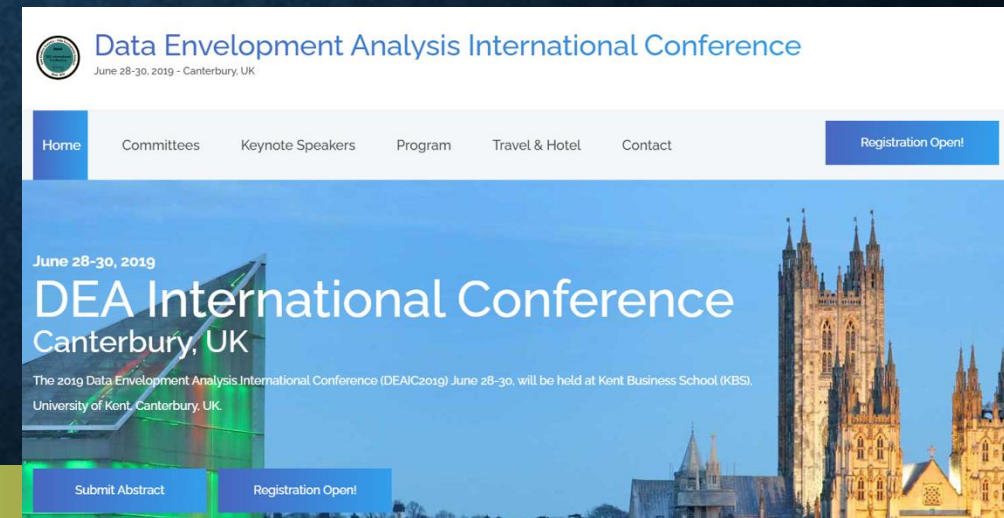 Data Envelopment Analysis International Conference
June 28-30, 2019 - Canterbury, UK
Home Committees Keynote Speakers Program Travel & Hotel Contact Registration Open!
June 28-30, 2019
DEA International Conference
Canterbury, UK
The 2019 Data Envelopment Analysis International Conference (DEAIC2019) June 28-30, will be held at Kent Business School (KBS),
University of Kent, Canterbury, UK.
Submit Abstract Registration Open!